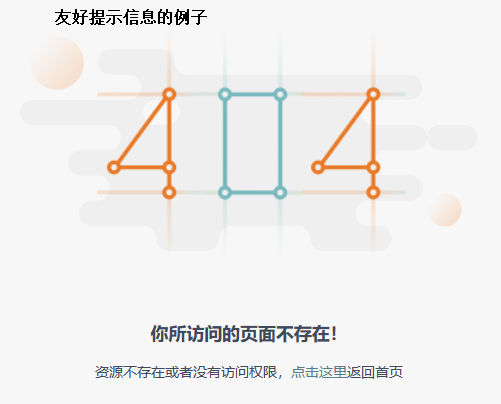 友好提示信息的例子
404
你所访问的页面不存在！
资源不存在或者没有访问权限，点击这里返回首页